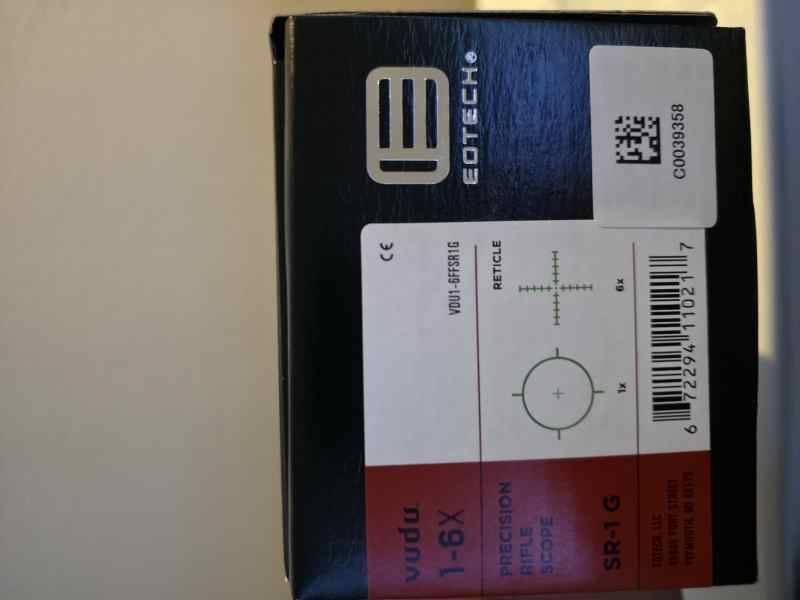 EOTECH®
C0039358
CE
VDU1-6FFSR1G
RETICLE
1x
6x
6 72294 11021 7
vudu
1-6X
PRECISION
RIFLE
SCOPE
SR-1 G
EOTECH, LLC